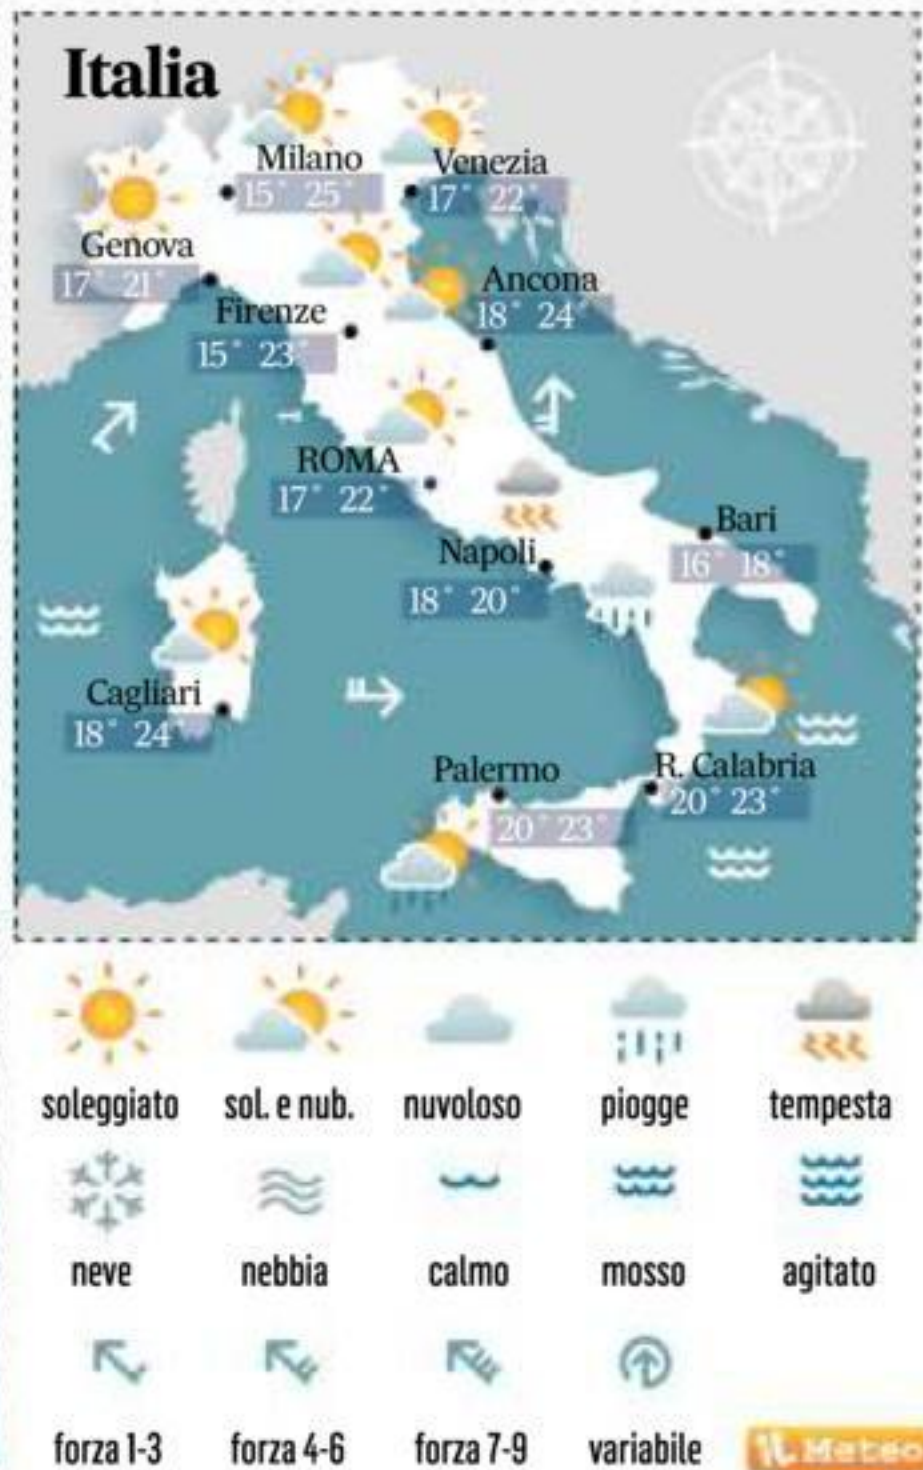 Italia
Milano
15° 25°
Venezia
17° 22°
Genova
17° 21°
Ancona
18° 24°
Firenze
15° 23°
ROMA
17° 22°
Bari
16° 18°
Napoli
18° 20°
Cagliari
18° 24°
Palermo
20° 23°
R. Calabria
20° 23°
soleggiato sol. e nub. nuvoloso piogge tempesta
neve nebbia calmo mosso agitato
forza 1-3 forza 4-6 forza 7-9 variabile
iL Meteo